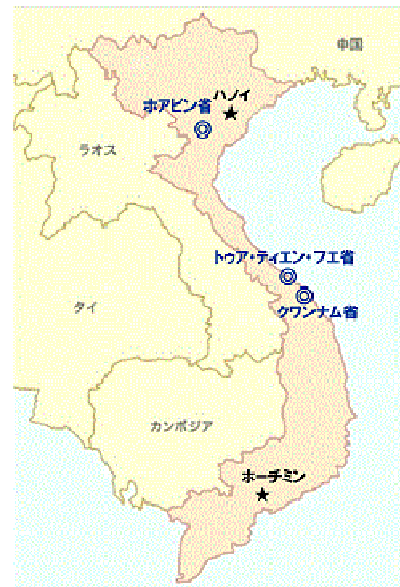 中国
ハノイ
ホアビン省
★
◎
ラオス
トゥア・ティエン・フエ省
◎
◎
クワンナム省
タイ
カンボジア
ホーチミン
★